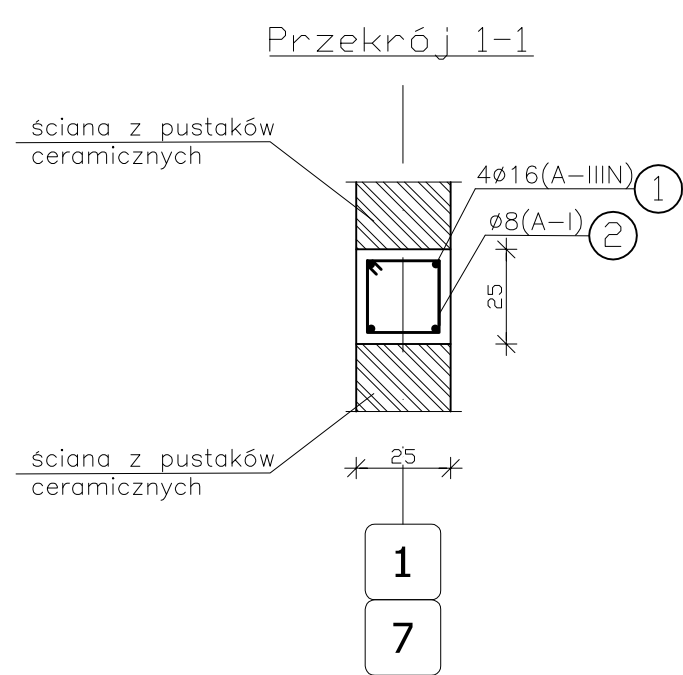 Przekrój 1-1
ściana z pustaków
ceramicznych
4ø16(A-IIIN)
1
ø8(A-I)
2
25
ściana z pustaków
ceramicznych
25
1
7